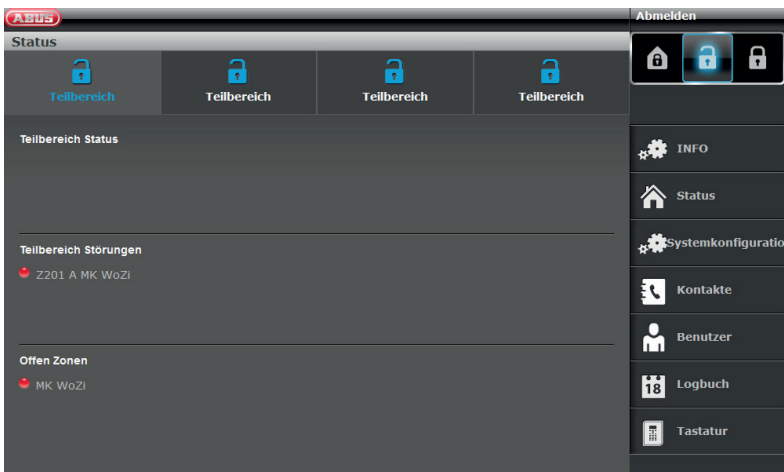 ABUS
Abmelden
Status
Teilbereich
Teilbereich
Teilbereich
Teilbereich
Teilbereich Status
Teilbereich Störungen
Z201 A MK WoZi
Offen Zonen
MK WoZi
INFO
Status
Systemkonfiguratio
Kontakte
Benutzer
18
Logbuch
Tastatur